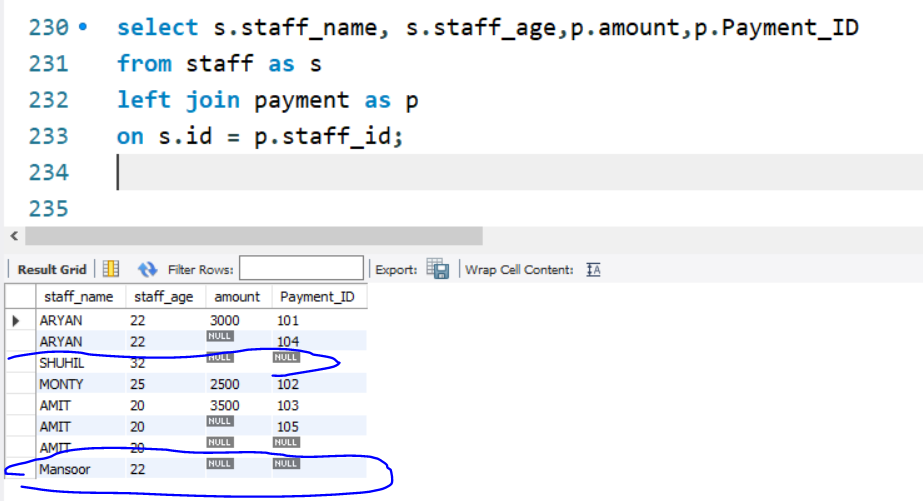 230 select s.staff_name, s.staff_age,p.amount,p.Payment_ID
231 from staff as s
232 left join payment as p
233 on s.id = p.staff_id;
234
235
Result Grid Filter Rows: Export: Wrap Cell Content: IA
staff_name staff_age amount Payment_ID
ARYAN 22 3000 101
ARYAN 22 NULL 104
SHUHIL 32 NULL NULL
MONTY 25 2500 102
AMIT 20 3500 103
AMIT 20 NULL 105
AMIT 20 NULL NULL
Mansoor 22 NULL NULL